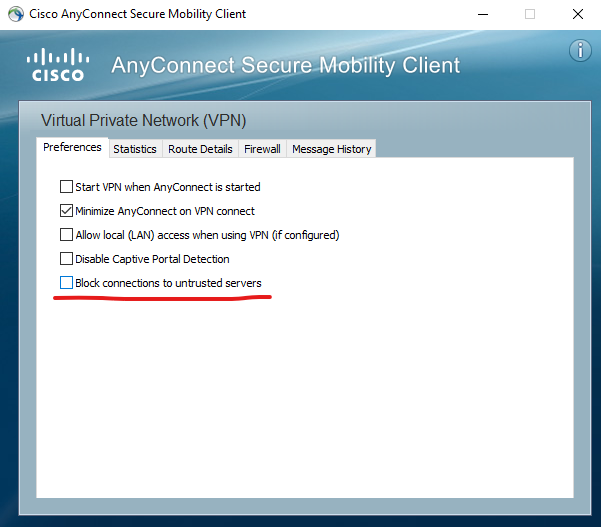 Cisco AnyConnect Secure Mobility Client
CISCO
AnyConnect Secure Mobility Client
Virtual Private Network (VPN)
Preferences Statistics Route Details Firewall Message History
Start VPN when AnyConnect is started
Minimize AnyConnect on VPN connect
Allow local (LAN) access when using VPN (if configured)
Disable Captive Portal Detection
Block connections to untrusted servers